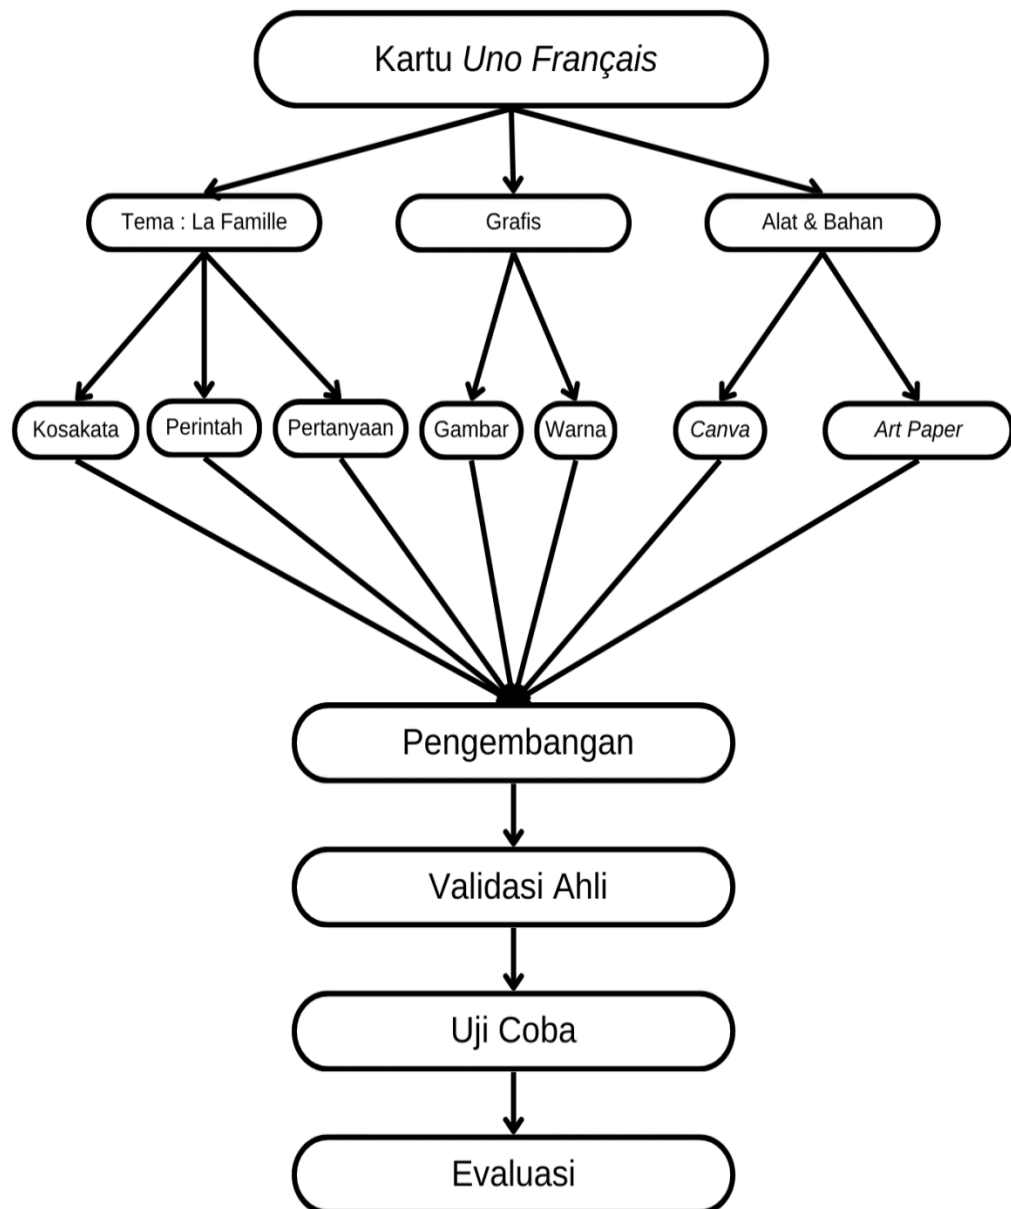 Kartu Uno Français
Tema : La Famille
Grafis
Alat & Bahan
Kosakata
Perintah
Pertanyaan
Gambar
Warna
Canva
Art Paper
Pengembangan
Validasi Ahli
Uji Coba
Evaluasi